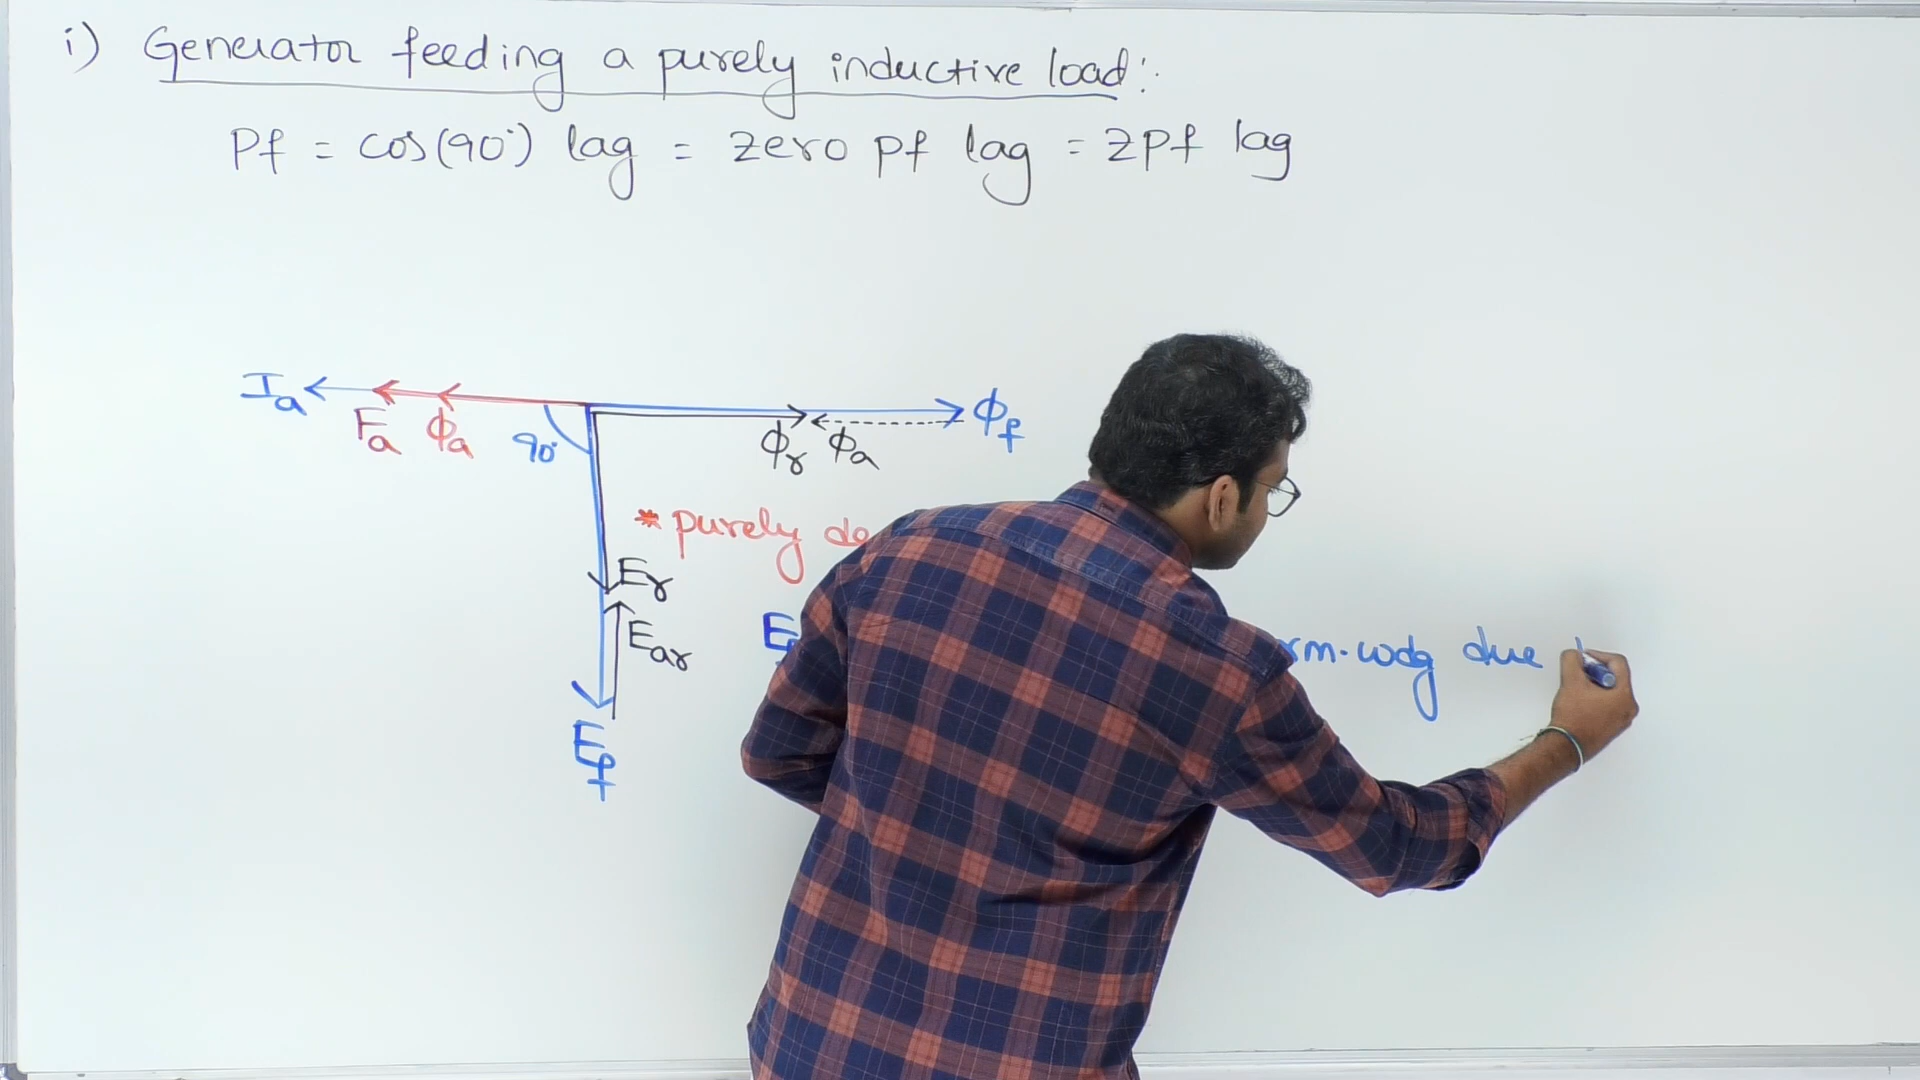 i) Generator feeding a purely inductive load:
Pf = cos(90°) lag = zero pf lag = zpf lag
Ia Fa ϕa 90° ϕr ϕa ϕf
* purely
Er
Ear
wdg due
Ef